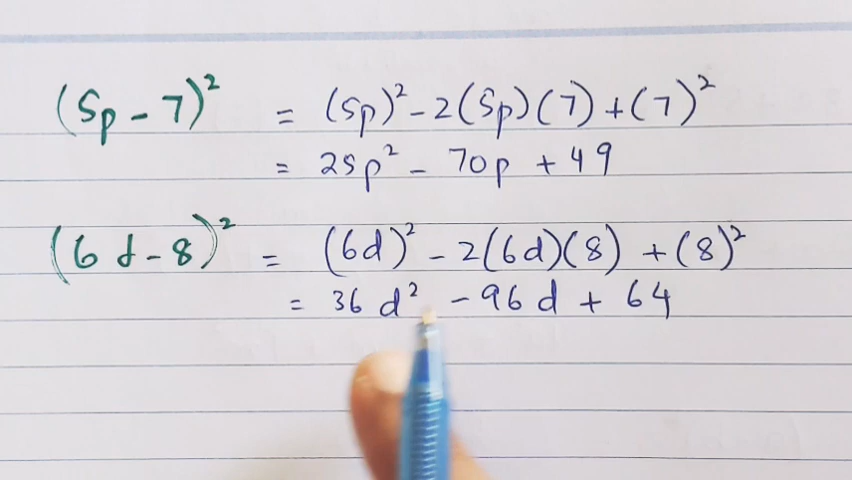 (5p - 7)² = (5p)² - 2(5p)(7) + (7)²
= 25p² - 70p + 49
(6d - 8)² = (6d)² - 2(6d)(8) + (8)²
= 36d² - 96d + 64